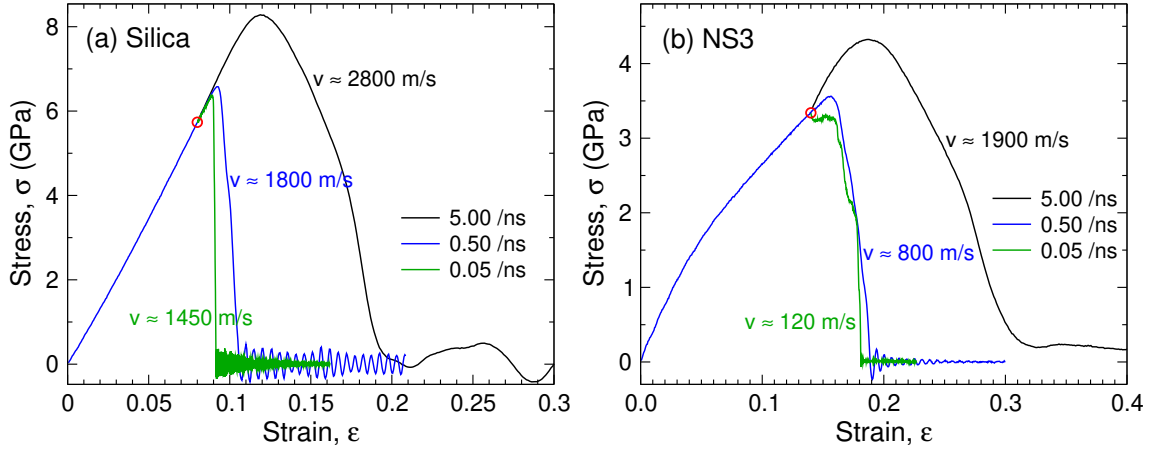 (a) Silica
v ≈ 2800 m/s
v ≈ 1800 m/s
v ≈ 1450 m/s
5.00 /ns
0.50 /ns
0.05 /ns
Stress, σ (GPa)
8
6
4
2
0
0
0.05
0.1
0.15
0.2
0.25
0.3
Strain, ε
(b) NS3
v ≈ 1900 m/s
v ≈ 800 m/s
v ≈ 120 m/s
5.00 /ns
0.50 /ns
0.05 /ns
Stress, σ (GPa)
4
3
2
1
0
0.0
0.1
0.2
0.3
0.4
Strain, ε